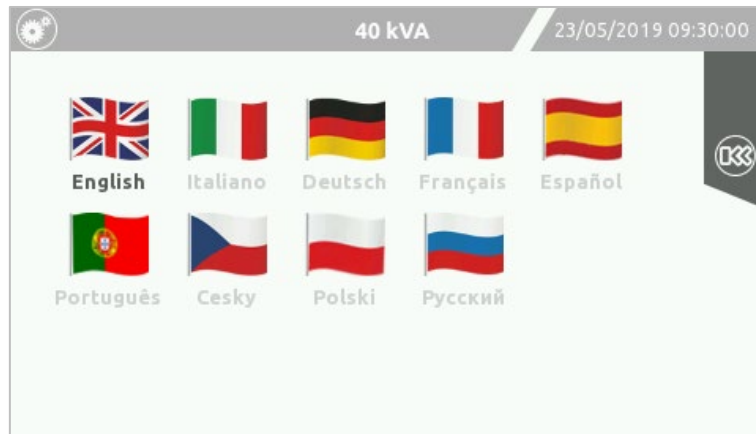 40 kVA 23/05/2019 09:30:00
English Italiano Deutsch Français Español
Português Cesky Polski Русский